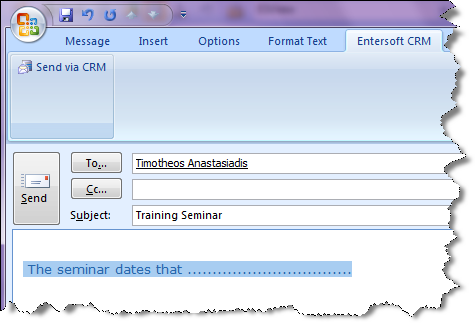 Message Insert Options Format Text Entersoft CRM
Send via CRM
To... Timotheos Anastasiadis
Cc...
Send
Subject: Training Seminar
The seminar dates that .................................